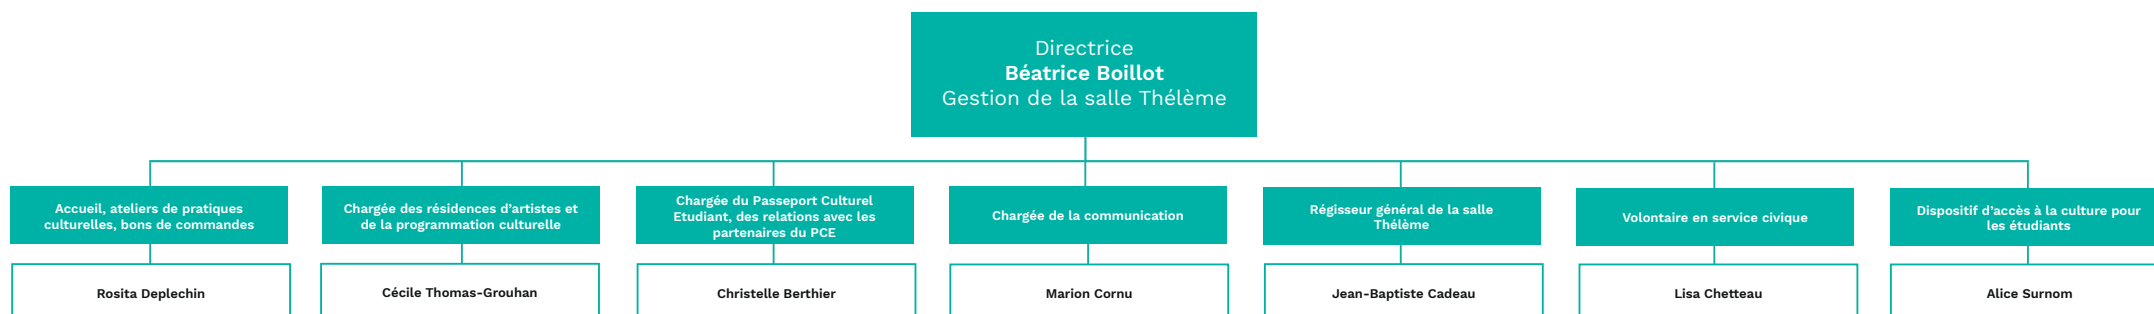 Directrice
Béatrice Boillot
Gestion de la salle Thélème
Accueil, ateliers de pratiques
culturelles, bons de commandes
Chargée des résidences d'artistes et
de la programmation culturelle
Chargée du Passeport Culturel
Etudiant, des relations avec les
partenaires du PCE
Chargée de la communication
Régisseur général de la salle
Thélème
Volontaire en service civique
Dispositif d'accès à la culture pour
les étudiants
Rosita Deplechin
Cécile Thomas-Grouhan
Christelle Berthier
Marion Cornu
Jean-Baptiste Cadeau
Lisa Chetteau
Alice Surnom